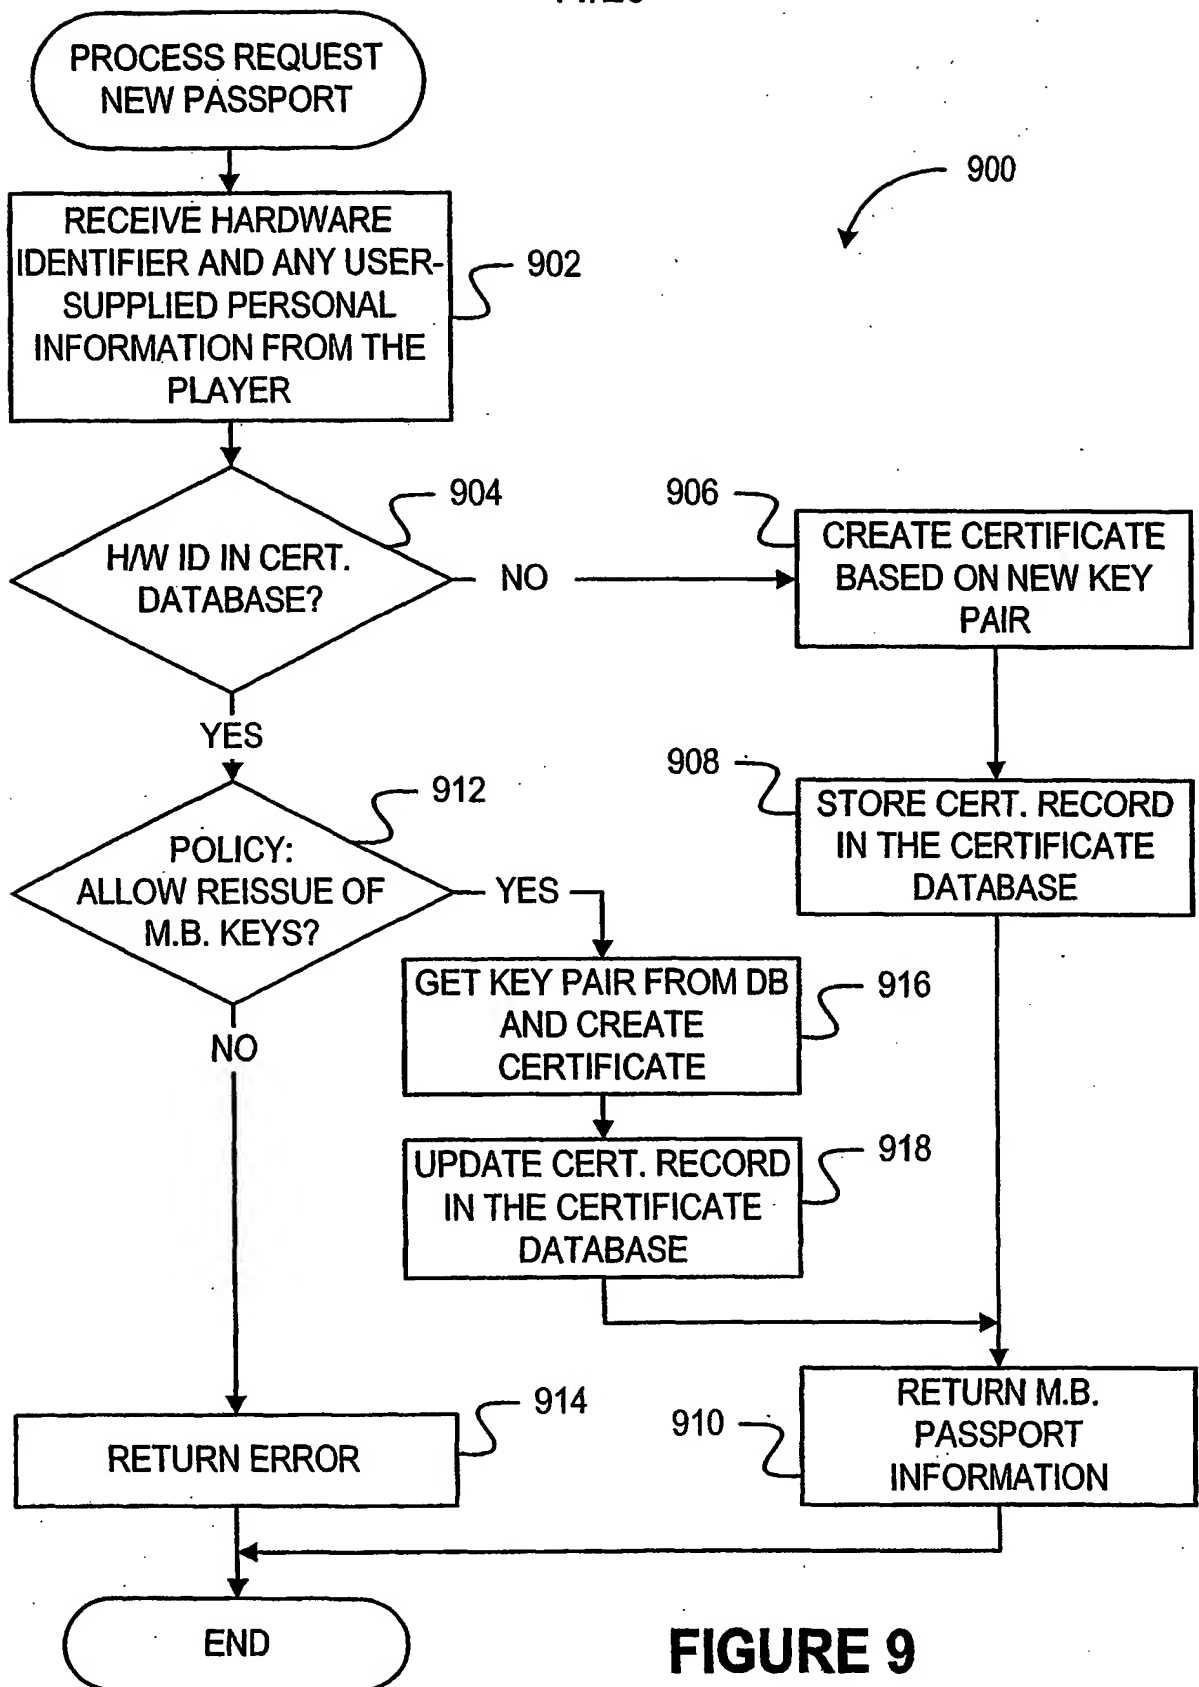 PROCESS REQUEST
NEW PASSPORT
900
RECEIVE HARDWARE
IDENTIFIER AND ANY USER-
SUPPLIED PERSONAL
INFORMATION FROM THE
PLAYER
902
904
H/W ID IN CERT.
DATABASE?
NO
906
CREATE CERTIFICATE
BASED ON NEW KEY
PAIR
YES
908
STORE CERT. RECORD
IN THE CERTIFICATE
DATABASE
912
POLICY:
ALLOW REISSUE OF
M.B. KEYS?
YES
GET KEY PAIR FROM DB
AND CREATE
CERTIFICATE
916
NO
UPDATE CERT. RECORD
IN THE CERTIFICATE
DATABASE
918
RETURN ERROR
914
910
RETURN M.B.
PASSPORT
INFORMATION
END
FIGURE 9